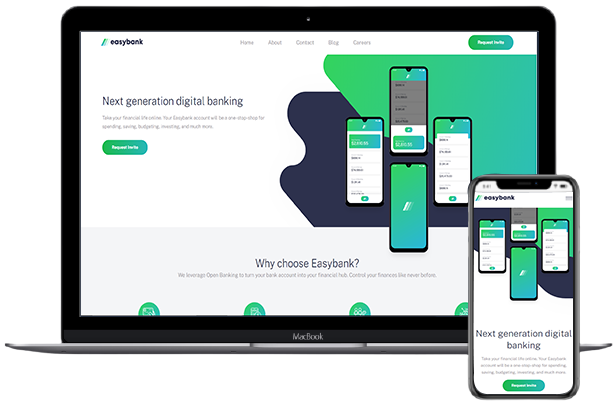 easybank
Home About Contact Blog Careers
Request Invite
Next generation digital banking
Take your financial life online. Your Easybank account will be a one-stop-shop for
spending, saving, budgeting, investing, and much more.
Request Invite
Why choose Easybank?
We leverage Open Banking to turn your bank account into your financial hub. Control your finances like never before.
MacBook
easybank
Next generation digital
banking
Take your financial life online. Your Easybank
account will be a one-stop-shop for spending,
saving, budgeting, investing, and much more.
Request Invite